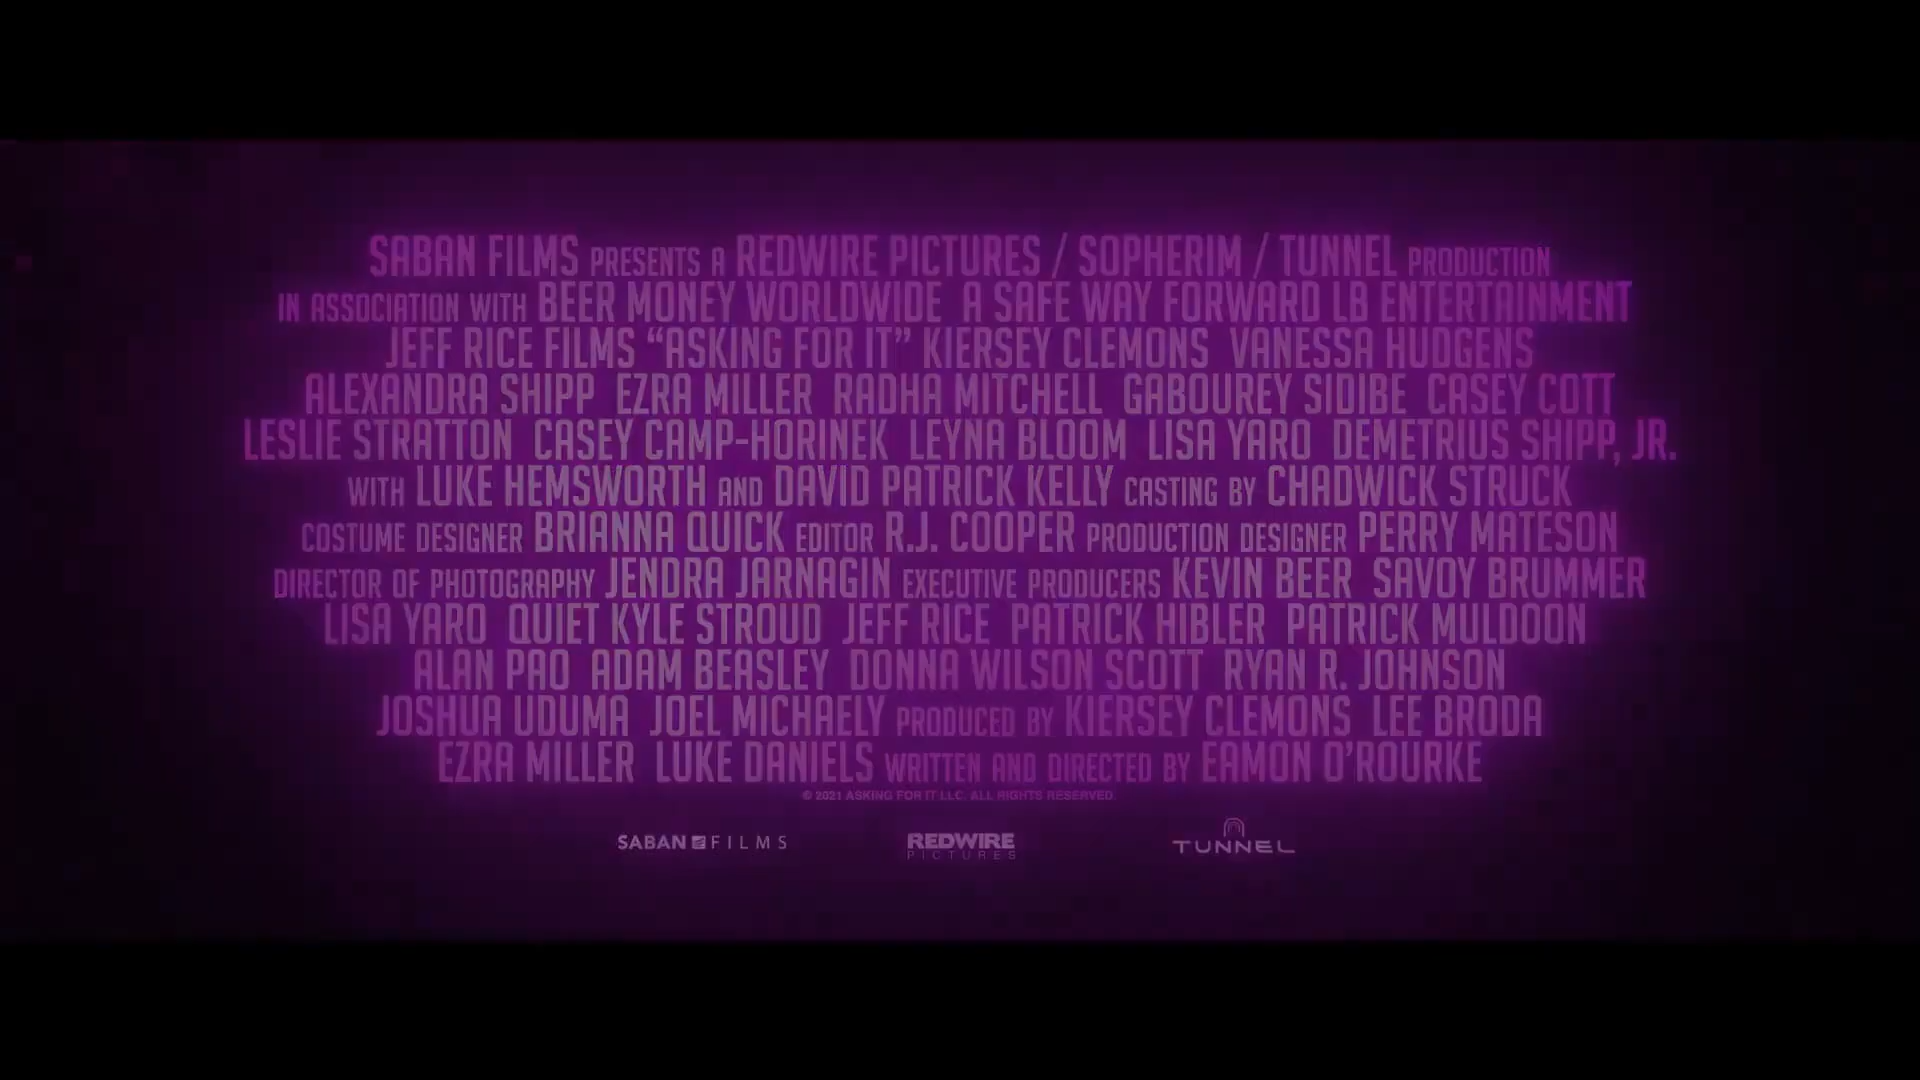 SABAN FILMS PRESENTS A REDWIRE PICTURES / SOPHERIM / TUNNEL PRODUCTION
IN ASSOCIATION WITH BEER MONEY WORLDWIDE A SAFE WAY FORWARD LB ENTERTAINMENT
JEFF RICE FILMS “ASKING FOR IT” KIERSEY CLEMONS VANESSA HUDGENS
ALEXANDRA SHIPP EZRA MILLER RADHA MITCHELL GABOUREY SIDIBE CASEY COTT
LESLIE STRATTON CASEY CAMP-HORINEK LEYNA BLOOM LISA YARO DEMETRIUS SHIPP, JR.
WITH LUKE HEMSWORTH AND DAVID PATRICK KELLY CASTING BY CHADWICK STRUCK
COSTUME DESIGNER BRIANNA QUICK EDITOR R.J. COOPER PRODUCTION DESIGNER PERRY MATESON
DIRECTOR OF PHOTOGRAPHY JENDRA JARNAGIN EXECUTIVE PRODUCERS KEVIN BEER SAVOY BRUMMER
LISA YARO QUIET KYLE STROUD JEFF RICE PATRICK HIBLER PATRICK MULDOON
ALAN PAO ADAM BEASLEY DONNA WILSON SCOTT RYAN R. JOHNSON
JOSHUA UDUMA JOEL MICHAELY PRODUCED BY KIERSEY CLEMONS LEE BRODA
EZRA MILLER LUKE DANIELS WRITTEN AND DIRECTED BY EAMON O’ROURKE
© 2021 ASKING FOR IT LLC. ALL RIGHTS RESERVED.
SABAN FILMS REDWIRE PICTURES TUNNEL